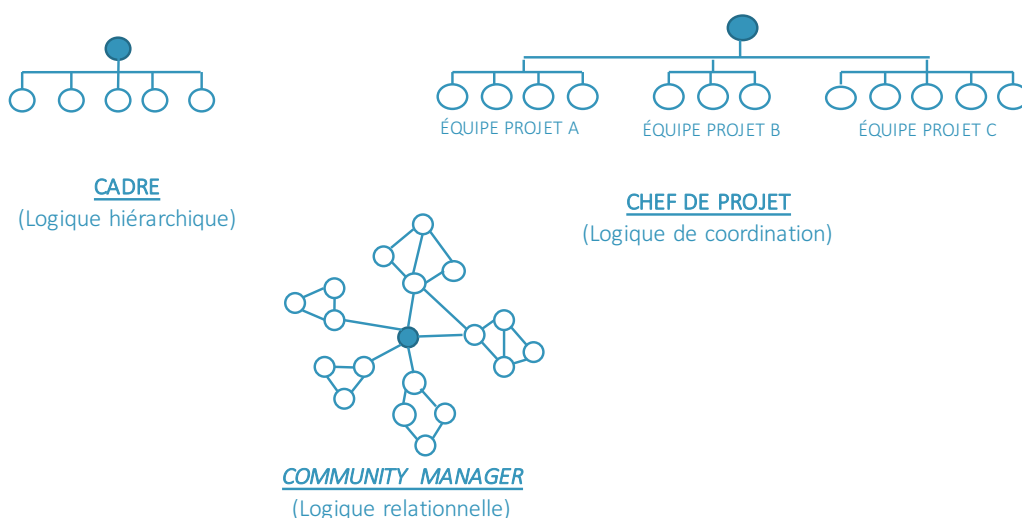 ÉQUIPE PROJET A
ÉQUIPE PROJET B
ÉQUIPE PROJET C
CADRE
(Logique hiérarchique)
CHEF DE PROJET
(Logique de coordination)
COMMUNITY MANAGER
(Logique relationnelle)